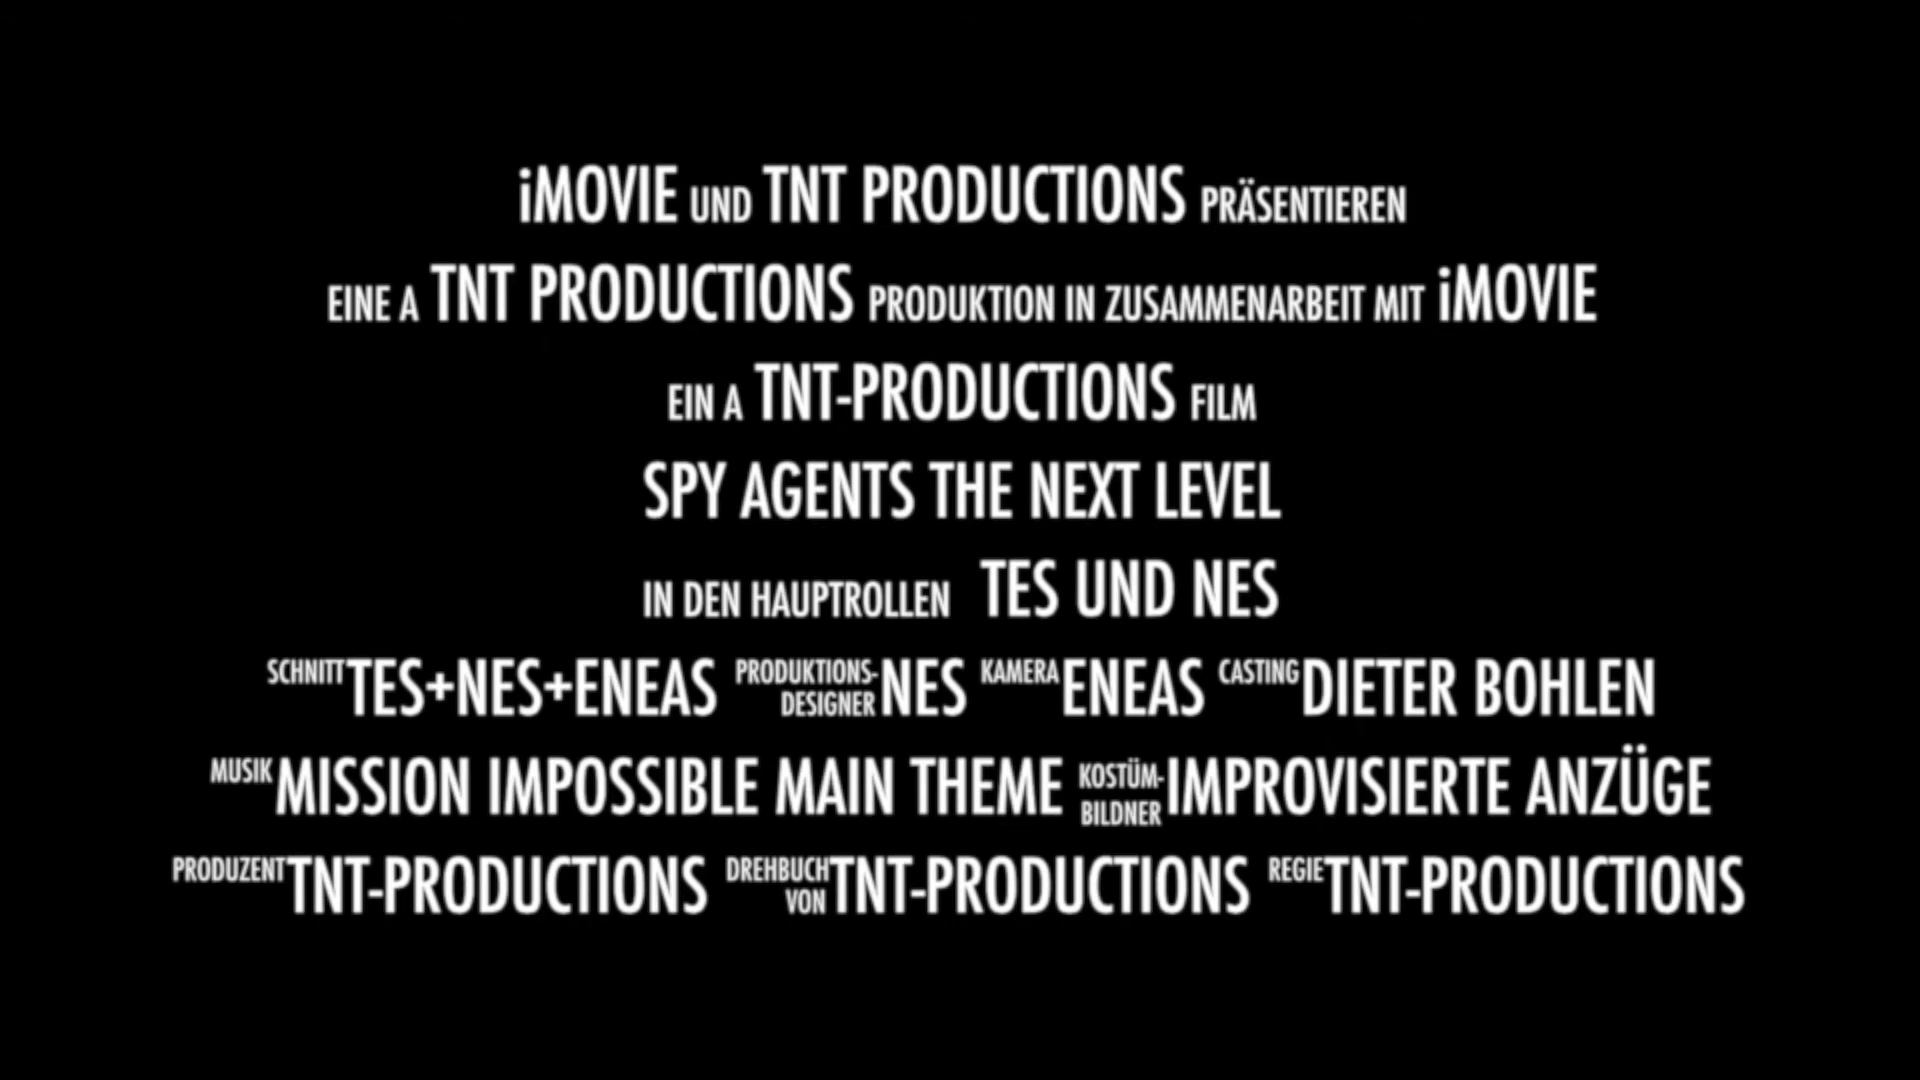 iMOVIE UND TNT PRODUCTIONS PRÄSENTIEREN
EINE A TNT PRODUCTIONS PRODUKTION IN ZUSAMMENARBEIT MIT iMOVIE
EIN A TNT-PRODUCTIONS FILM
SPY AGENTS THE NEXT LEVEL
IN DEN HAUPTROLLEN TES UND NES
SCHNITT TES+NES+ENEAS PRODUKTIONS-DESIGNER NES KAMERA ENEAS CASTING DIETER BOHLEN
MUSIK MISSION IMPOSSIBLE MAIN THEME KOSTÜM-BILDNER IMPROVISIERTE ANZÜGE
PRODUZENT TNT-PRODUCTIONS DREHBUCH VON TNT-PRODUCTIONS REGIE TNT-PRODUCTIONS